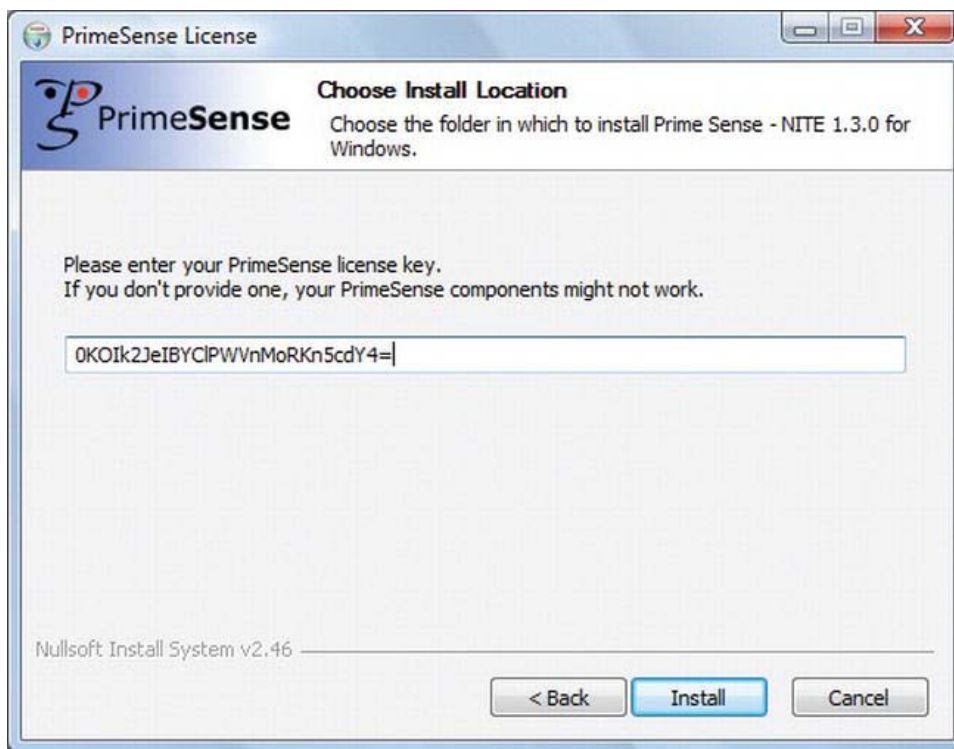 PrimeSense License
PrimeSense
Choose Install Location
Choose the folder in which to install Prime Sense - NITE 1.3.0 for
Windows.
Please enter your PrimeSense license key.
If you don't provide one, your PrimeSense components might not work.
0KOIk2JeIBYClPWVnMoRKn5cdY4=
Nullsoft Install System v2.46
< Back
Install
Cancel